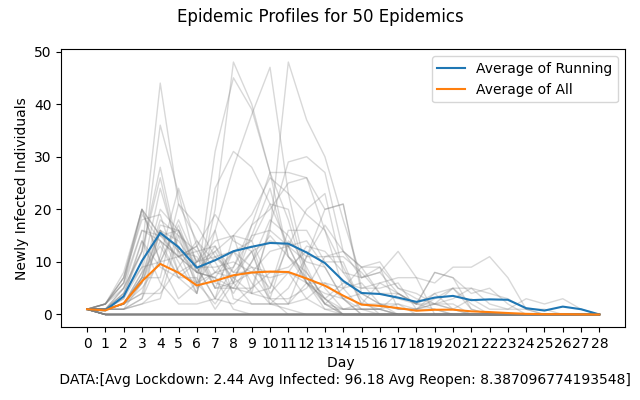 Epidemic Profiles for 50 Epidemics
50
40
30
20
10
0
Newly Infected Individuals
Average of Running
Average of All
0 1 2 3 4 5 6 7 8 9 10 11 12 13 14 15 16 17 18 19 20 21 22 23 24 25 26 27 28
Day
DATA:[Avg Lockdown: 2.44 Avg Infected: 96.18 Avg Reopen: 8.387096774193548]